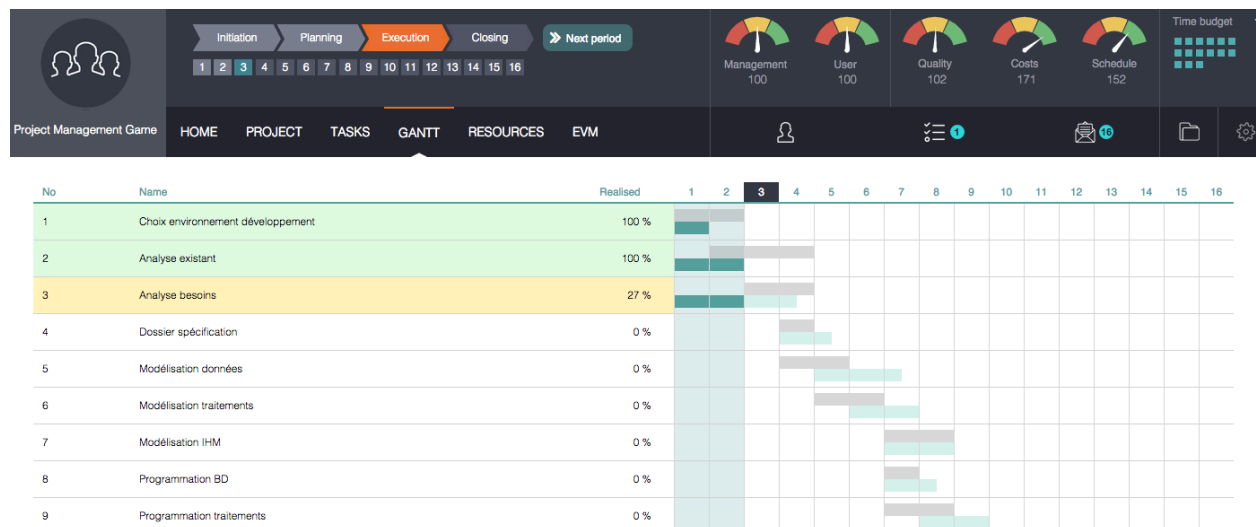 Initiation Planning Execution Closing Next period
1 2 3 4 5 6 7 8 9 10 11 12 13 14 15 16
Management
100
User
100
Quality
102
Costs
171
Schedule
152
Time budget
Project Management Game
HOME PROJECT TASKS GANTT RESOURCES EVM
1
16
No Name Realised 1 2 3 4 5 6 7 8 9 10 11 12 13 14 15 16
1 Choix environnement développement 100 %
2 Analyse existant 100 %
3 Analyse besoins 27 %
4 Dossier spécification 0 %
5 Modélisation données 0 %
6 Modélisation traitements 0 %
7 Modélisation IHM 0 %
8 Programmation BD 0 %
9 Programmation traitements 0 %